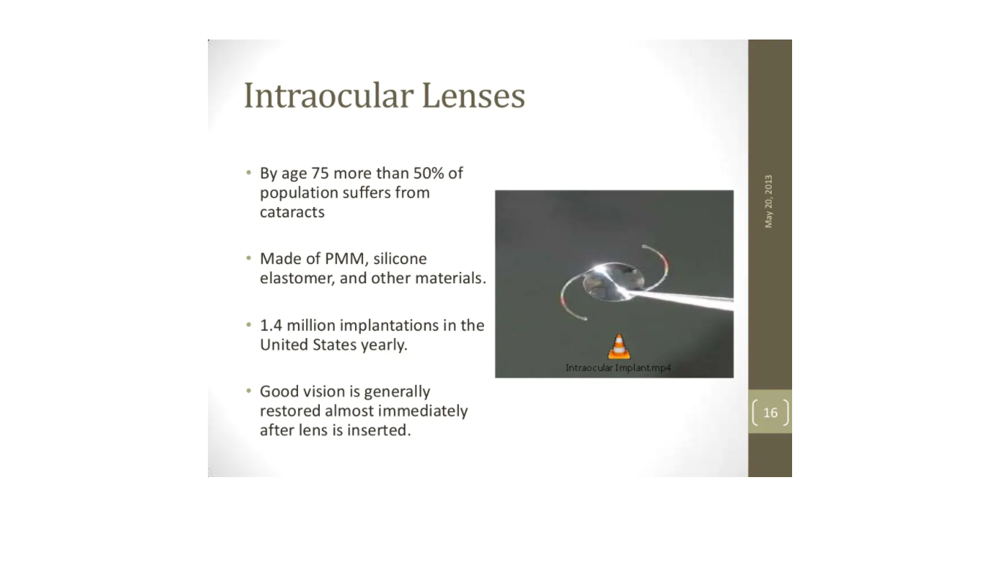 Intraocular Lenses
• By age 75 more than 50% of
population suffers from
cataracts
• Made of PMM, silicone
elastomer, and other materials.
• 1.4 million implantations in the
United States yearly.
• Good vision is generally
restored almost immediately
after lens is inserted.
Intraocular Implant.mp4
May 20, 2013
16